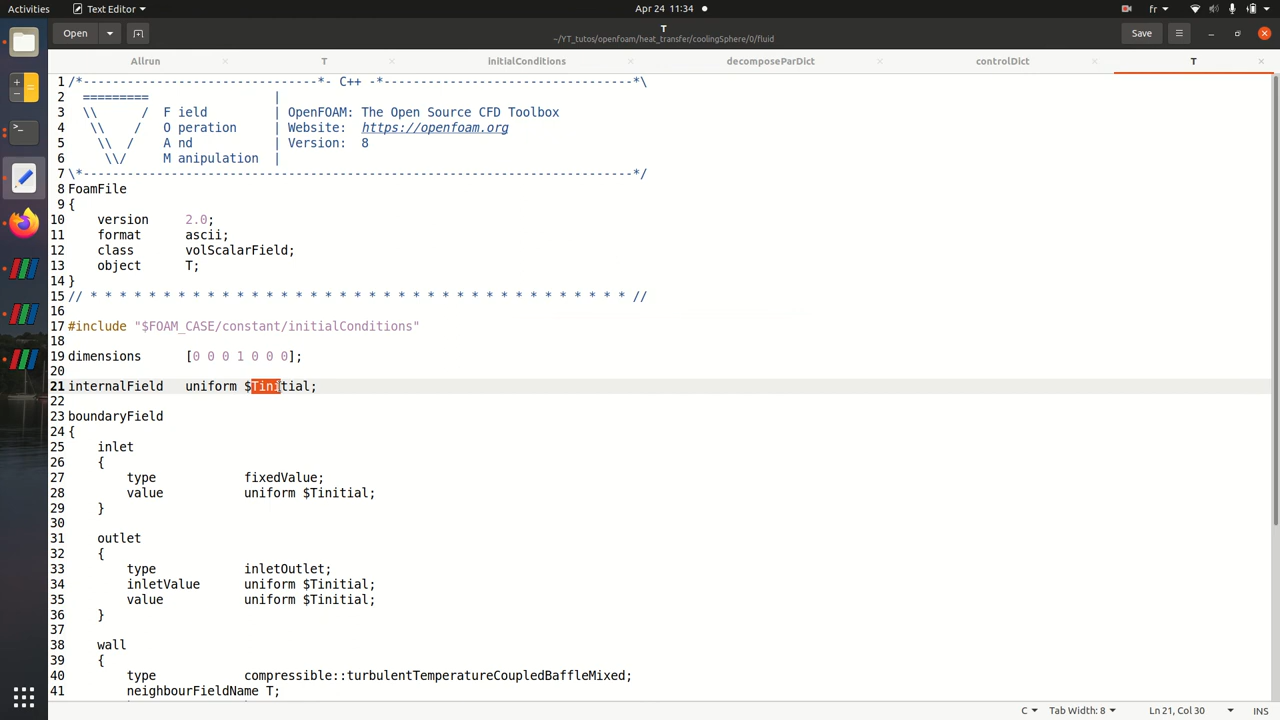 Activities
Text Editor
Apr 24 11:34
fr
Open
T
~/YT_tutos/openfoam/heat_transfer/coolingSphere/0/fluid
Save
Allrun
T
initialConditions
decomposeParDict
controlDict
T
1 /*--------------------------------*- C++ -*----------------------------------*\
2   =========                 |
3   \\      /  F ield         | OpenFOAM: The Open Source CFD Toolbox
4    \\    /   O peration     | Website:  https://openfoam.org
5     \\  /    A nd           | Version:  8
6      \\/     M anipulation  |
7 \*---------------------------------------------------------------------------*/
8 FoamFile
9 {
10     version     2.0;
11     format      ascii;
12     class       volScalarField;
13     object      T;
14 }
15 // * * * * * * * * * * * * * * * * * * * * * * * * * * * * * * * * * * * * * //
16
17 #include "$FOAM_CASE/constant/initialConditions"
18
19 dimensions      [0 0 0 1 0 0 0];
20
21 internalField   uniform $Tinitial;
22
23 boundaryField
24 {
25     inlet
26     {
27         type            fixedValue;
28         value           uniform $Tinitial;
29     }
30
31     outlet
32     {
33         type            inletOutlet;
34         inletValue      uniform $Tinitial;
35         value           uniform $Tinitial;
36     }
37
38     wall
39     {
40         type            compressible::turbulentTemperatureCoupledBaffleMixed;
41         neighbourFieldName T;
C
Tab Width: 8
Ln 21, Col 30
INS